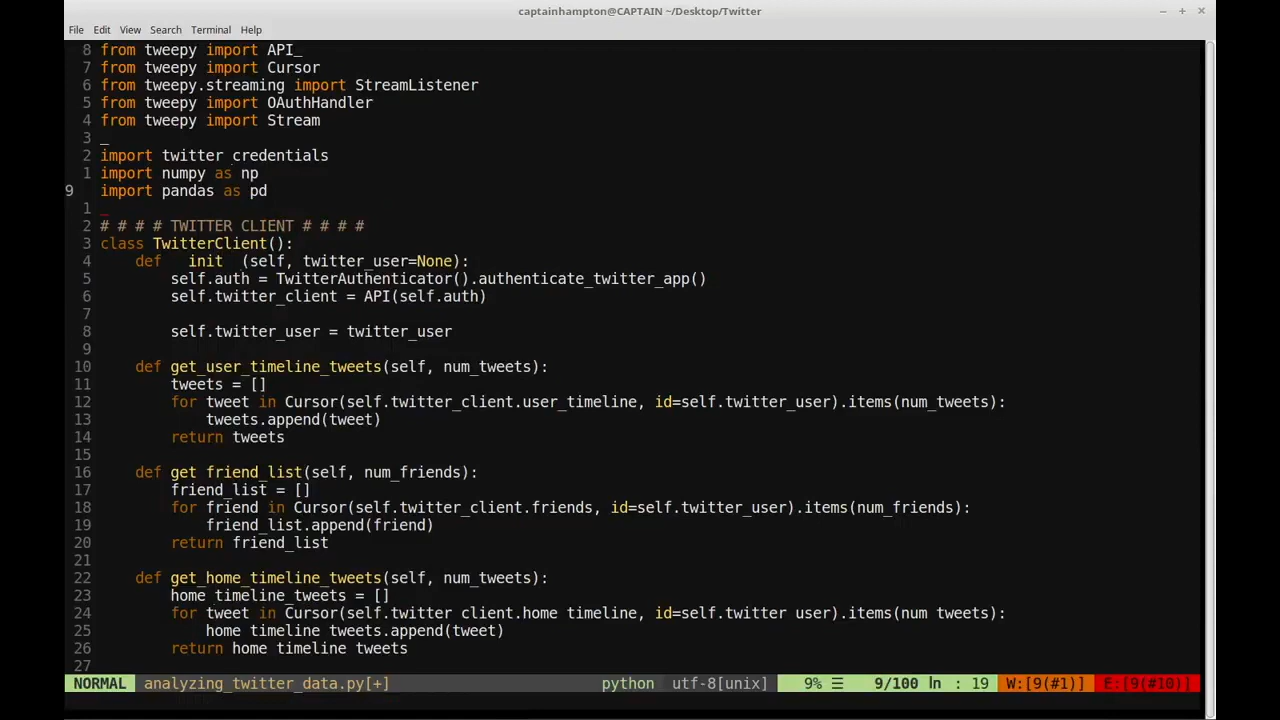 captainhampton@CAPTAIN ~/Desktop/Twitter
File Edit View Search Terminal Help
8 from tweepy import API_
7 from tweepy import Cursor
6 from tweepy.streaming import StreamListener
5 from tweepy import OAuthHandler
4 from tweepy import Stream
3 _
2 import twitter_credentials
1 import numpy as np
9 import pandas as pd
1 _
2 # # # # TWITTER CLIENT # # # #
3 class TwitterClient():
4 def __init__(self, twitter_user=None):
5 self.auth = TwitterAuthenticator().authenticate_twitter_app()
6 self.twitter_client = API(self.auth)
7
8 self.twitter_user = twitter_user
9
10 def get_user_timeline_tweets(self, num_tweets):
11 tweets = []
12 for tweet in Cursor(self.twitter_client.user_timeline, id=self.twitter_user).items(num_tweets):
13 tweets.append(tweet)
14 return tweets
15
16 def get_friend_list(self, num_friends):
17 friend_list = []
18 for friend in Cursor(self.twitter_client.friends, id=self.twitter_user).items(num_friends):
19 friend_list.append(friend)
20 return friend_list
21
22 def get_home_timeline_tweets(self, num_tweets):
23 home_timeline_tweets = []
24 for tweet in Cursor(self.twitter_client.home_timeline, id=self.twitter_user).items(num_tweets):
25 home_timeline_tweets.append(tweet)
26 return home_timeline_tweets
27
NORMAL analyzing_twitter_data.py[+] python utf-8[unix] 9% ☰ 9/100 ln : 19 W:[9(#1)] E:[9(#10)]